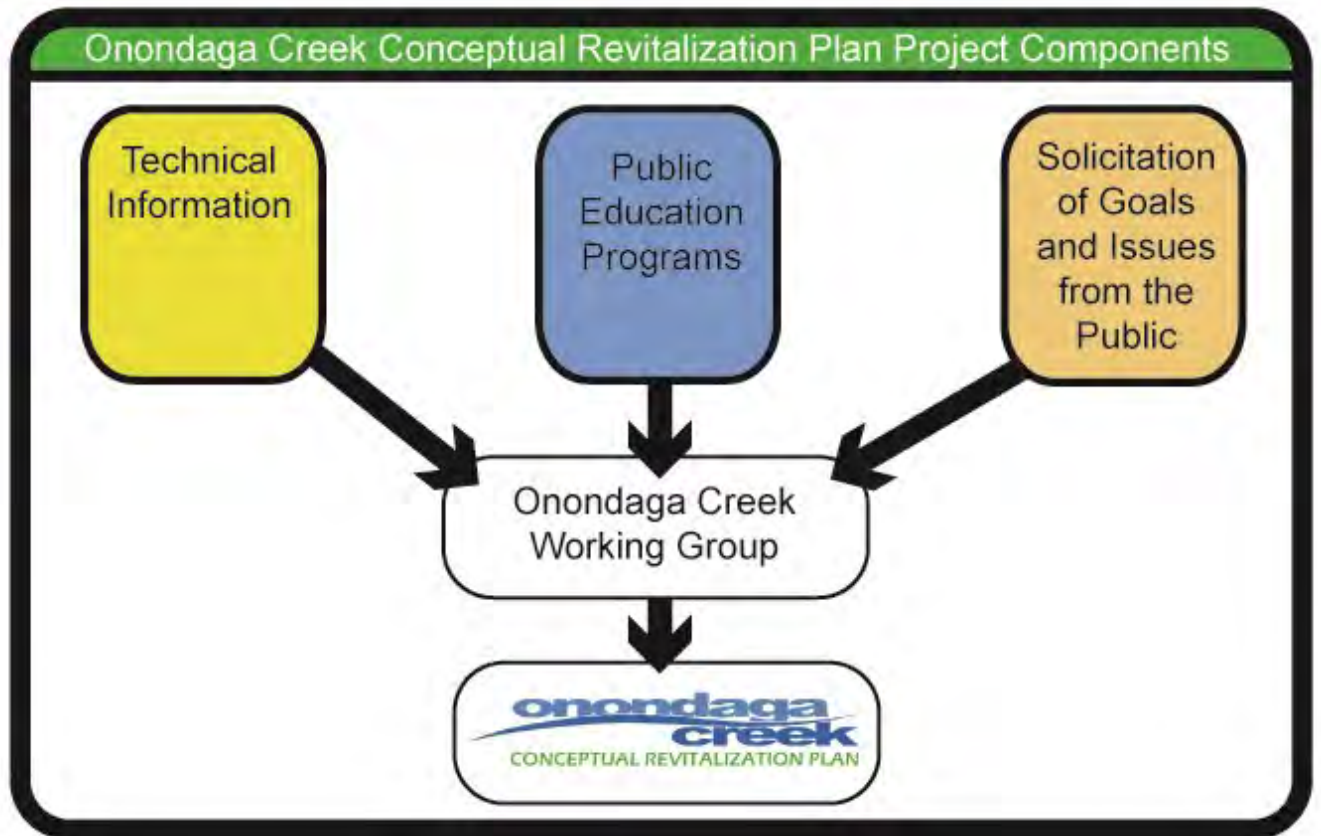 Onondaga Creek Conceptual Revitalization Plan Project Components
Technical
Information
Public
Education
Programs
Solicitation
of Goals
and Issues
from the
Public
Onondaga Creek
Working Group
onondaga
creek
CONCEPTUAL REVITALIZATION PLAN